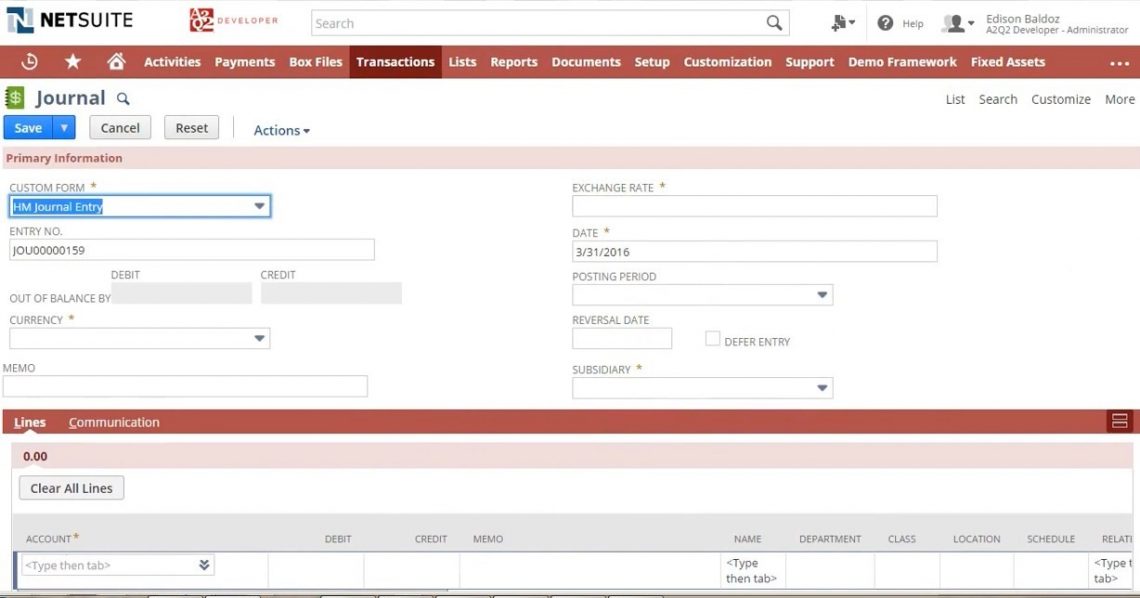 NETSUITE
A2Q2 DEVELOPER
Search
Help
Edison Baldoz
A2Q2 Developer - Administrator
Activities Payments Box Files Transactions Lists Reports Documents Setup Customization Support Demo Framework Fixed Assets
Journal
List Search Customize More
Save Cancel Reset Actions
Primary Information
CUSTOM FORM *
HM Journal Entry
ENTRY NO.
JOU00000159
DEBIT CREDIT
OUT OF BALANCE BY
CURRENCY *
MEMO
EXCHANGE RATE *
DATE *
3/31/2016
POSTING PERIOD
REVERSAL DATE
DEFER ENTRY
SUBSIDIARY *
Lines Communication
0.00
Clear All Lines
ACCOUNT * DEBIT CREDIT MEMO NAME DEPARTMENT CLASS LOCATION SCHEDULE RELATI
<Type then tab> <Type then tab> <Type t
tab>